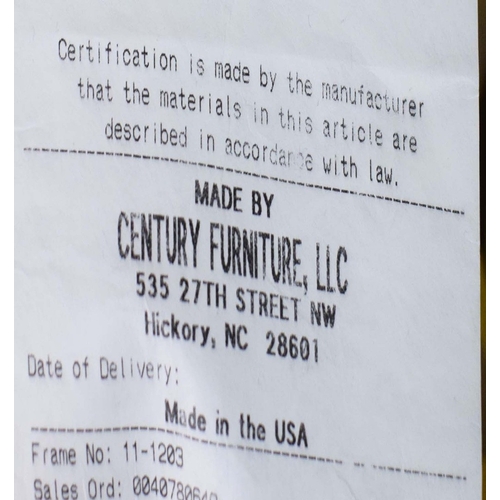 Certification is made by the manufacturer
that the materials in this article are
described in accordance with law.
MADE BY
CENTURY FURNITURE, LLC
535 27TH STREET NW
Hickory, NC 28601
Date of Delivery:
Made in the USA
Frame No: 11-1203
Sales Ord: